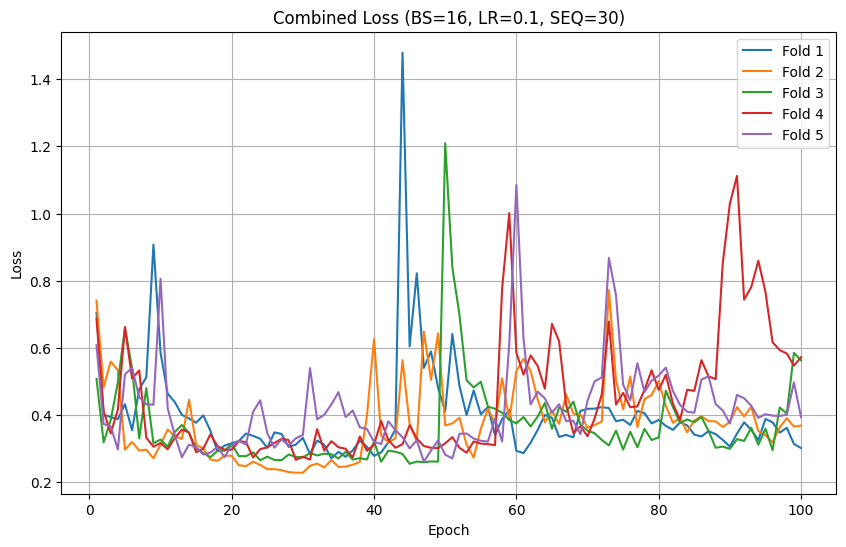 Combined Loss (BS=16, LR=0.1, SEQ=30)
Fold 1
Fold 2
Fold 3
Fold 4
Fold 5
Loss
1.4
1.2
1.0
0.8
0.6
0.4
0.2
0 20 40 60 80 100
Epoch